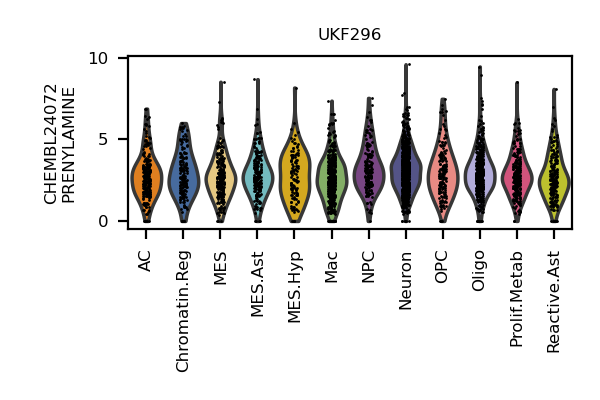 UKF296
CHEMBL24072
PRENYLAMINE
10
5
0
AC
Chromatin.Reg
MES
MES.Ast
MES.Hyp
Mac
NPC
Neuron
OPC
Oligo
Prolif.Metab
Reactive.Ast